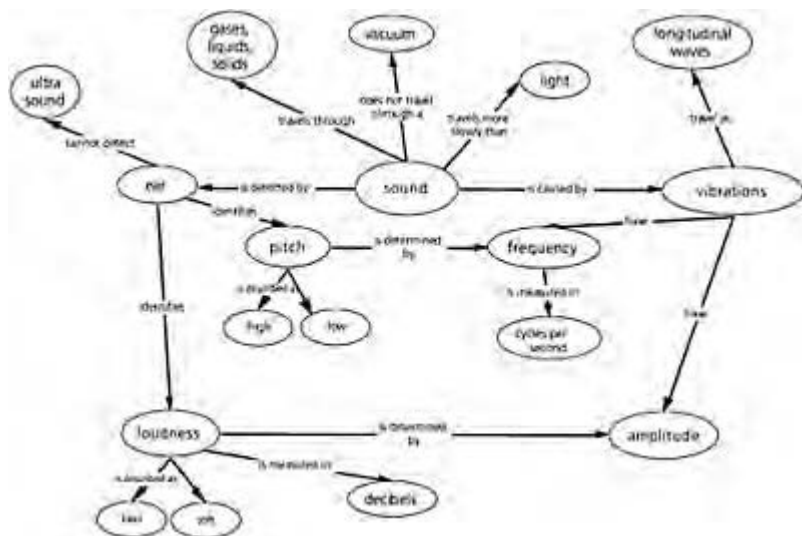 gases,
liquids,
solids
vacuum
longitudinal
waves
ultra
sound
light
does not travel
through a
travels through
travels more
slowly than
travel as
cannot detect
ear
is detected by
sound
is caused by
vibrations
identifies
have
pitch
is determined
by
frequency
is described as
is measured in
identifies
have
high
low
cycles per
second
loudness
is determined
by
amplitude
is described as
is measured in
decibels
loud
soft